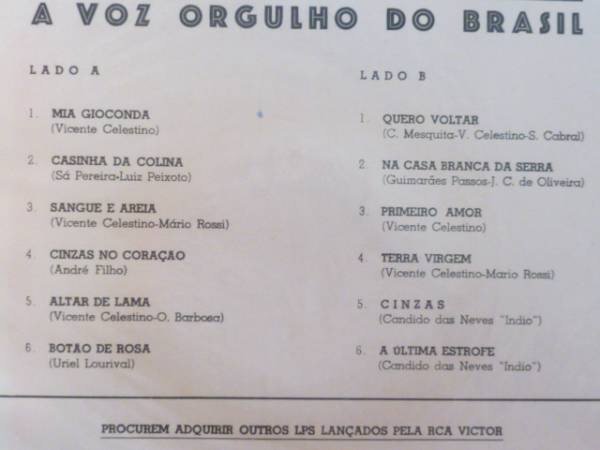 A VOZ ORGULHO DO BRASIL
LADO A
1. MIA GIOCONDA
(Vicente Celestino)
2. CASINHA DA COLINA
(Sá Pereira-Luiz Peixoto)
3. SANGUE E AREIA
(Vicente Celestino-Mário Rossi)
4. CINZAS NO CORAÇAO
(André Filho)
5. ALTAR DE LAMA
(Vicente Celestino-O. Barbosa)
6. BOTAO DE ROSA
(Uriel Lourival)
LADO B
1. QUERO VOLTAR
(C. Mesquita-V. Celestino-S. Cabral)
2. NA CASA BRANCA DA SERRA
(Guimarães Passos-J. C. de Oliveira)
3. PRIMEIRO AMOR
(Vicente Celestino)
4. TERRA VIRGEM
(Vicente Celestino-Mario Rossi)
5. CINZAS
(Candido das Neves "Indio")
6. A ÚLTIMA ESTROFE
(Candido das Neves "Indio")
PROCUREM ADQUIRIR OUTROS LPS LANÇADOS PELA RCA VICTOR